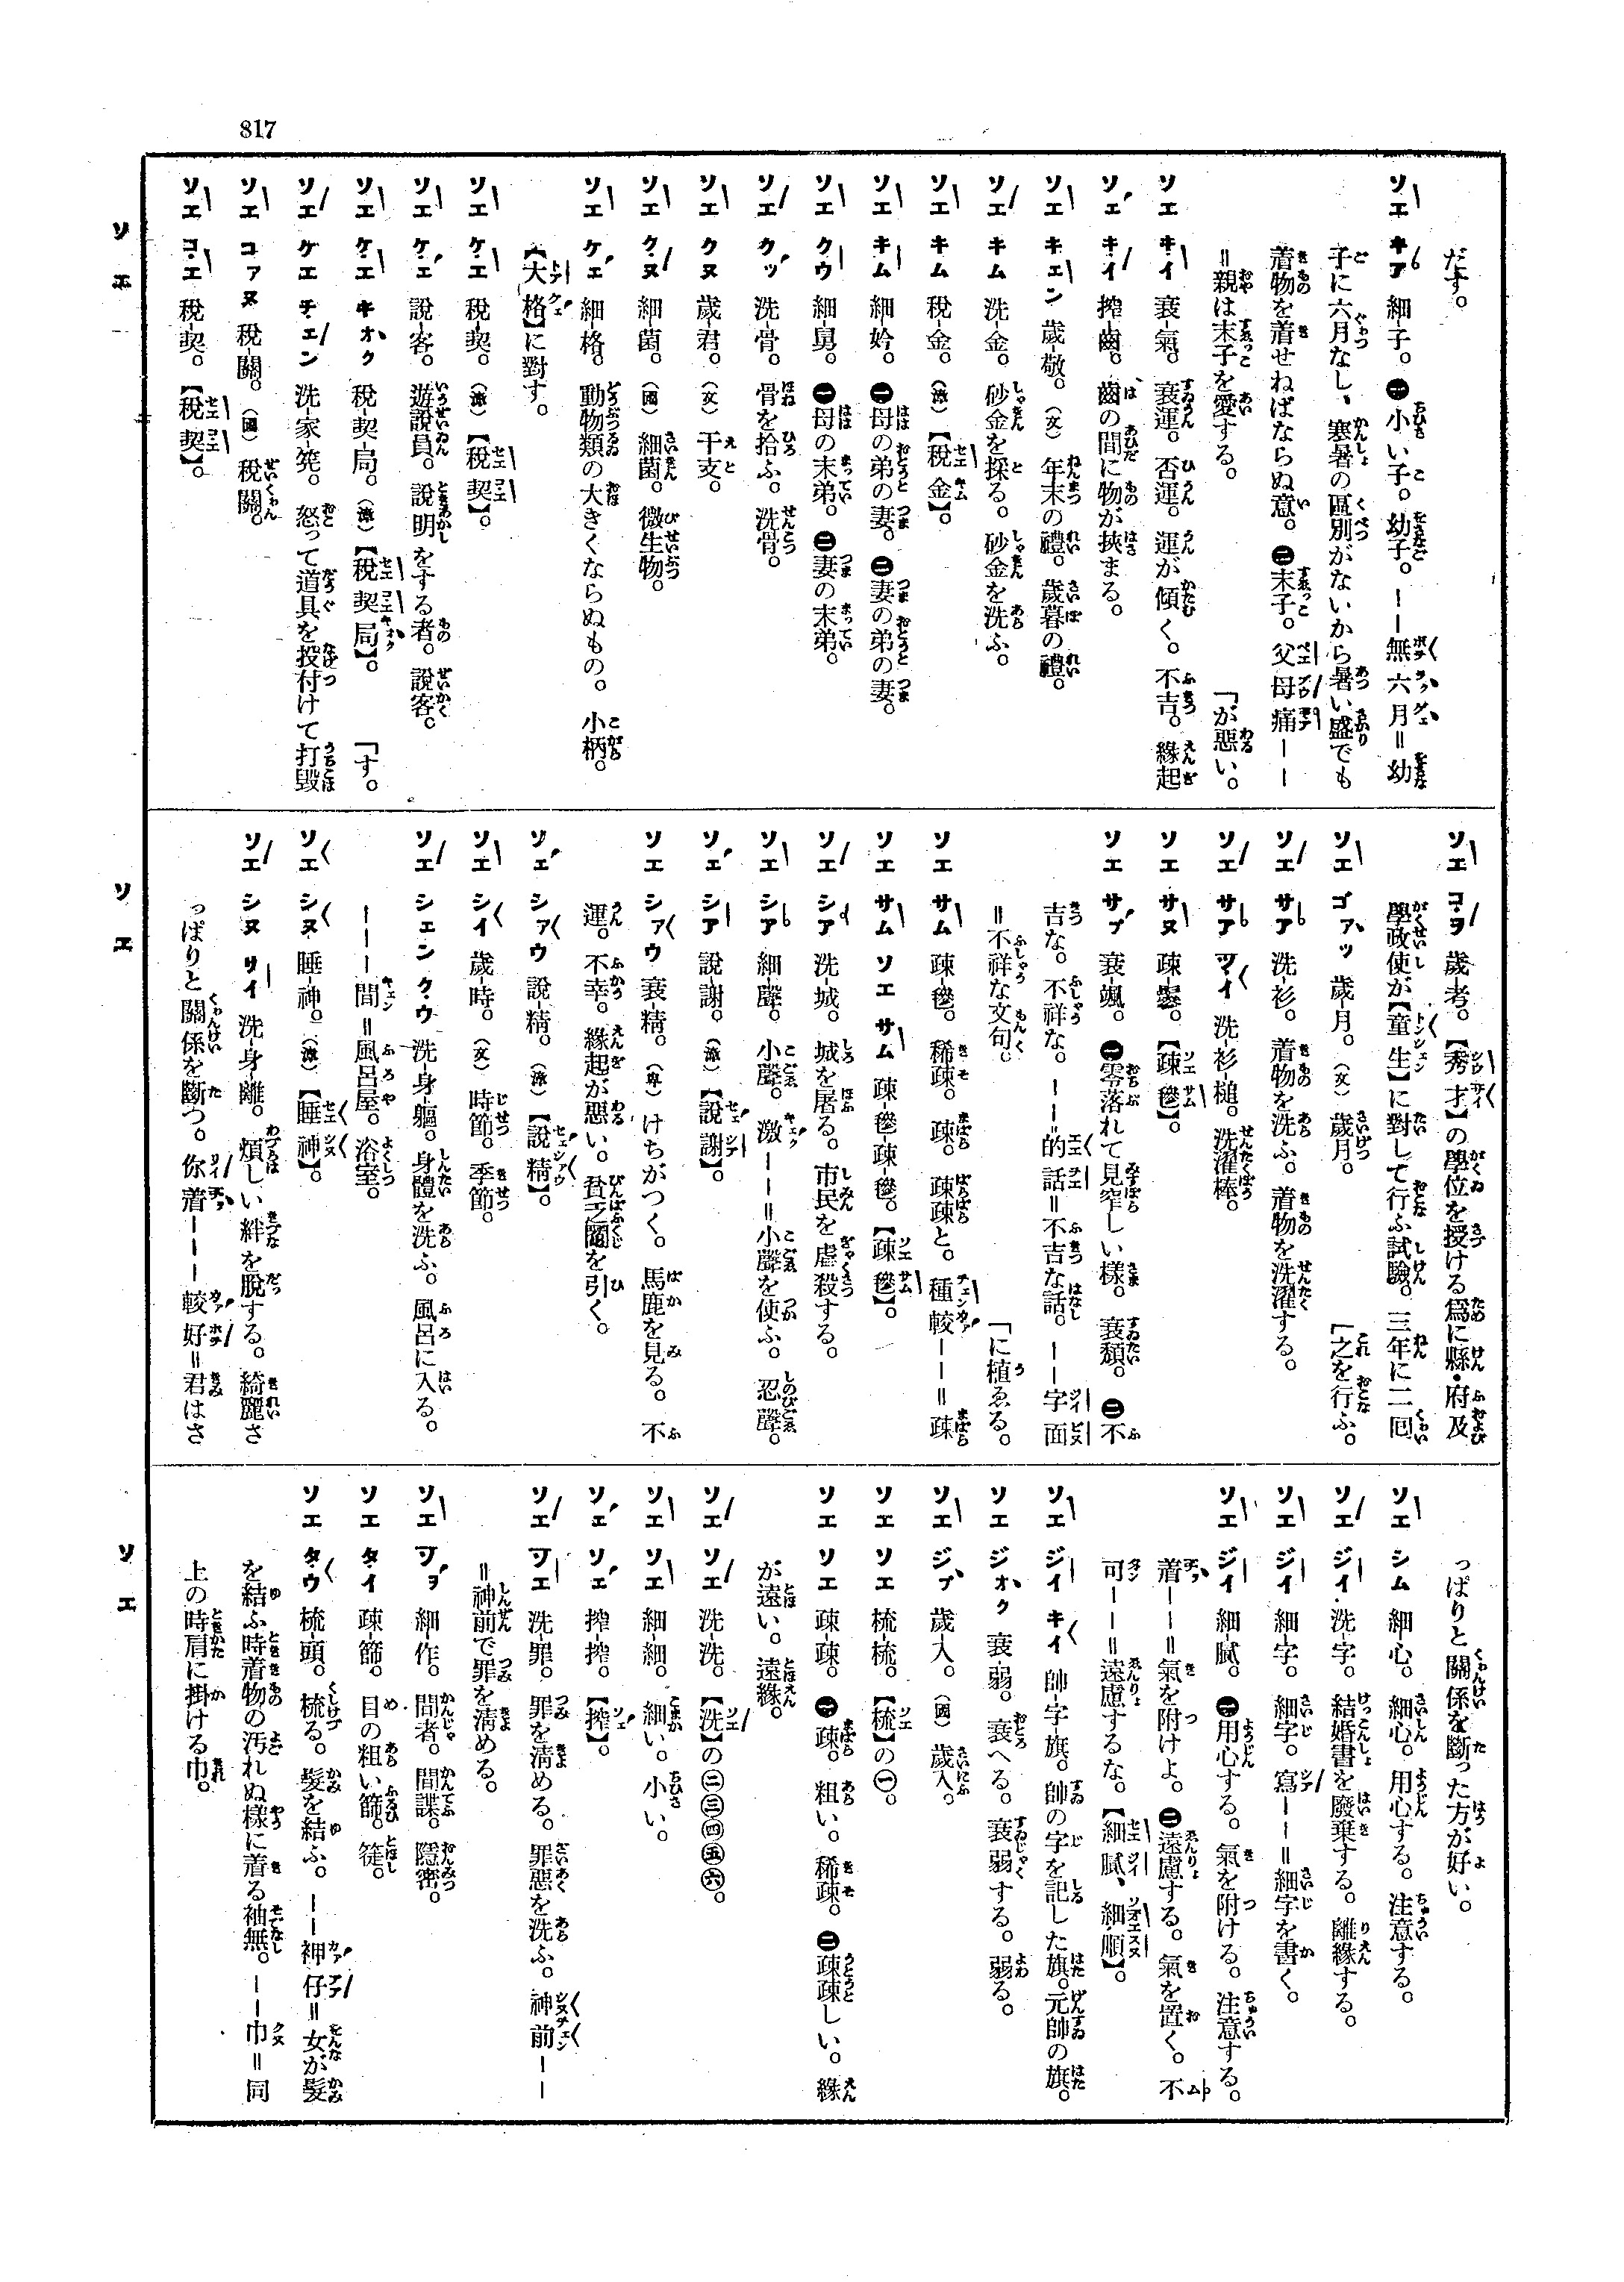 817
だす。
ソエ キア 細-子。㊀小い子。幼子。——無六月＝幼
子に六月なし、寒暑の區別がないから暑い盛でも
着物を着せねばならぬ意。㊁末子。父母痛——
＝親は末子を愛する。 「が惡い。
ソエ キ・イ 衰-氣。衰運。否運。運が傾く。不吉。緣起
ソエ キ・イ 搾-齒。齒の間に物が挾まる。
ソエ キェン 歲-敬。（文）年末の禮。歲暮の禮。
ソエ キム 洗-金。砂金を採る。砂金を洗ふ。
ソエ キム 稅-金。（漳）【稅金】。
ソエ キム 細-妗。㊀母の弟の妻。㊁妻の弟の妻。
ソエ クウ 細-舅。㊀母の末弟。㊁妻の末弟。
ソエ クッ 洗-骨。骨を拾ふ。洗骨。
ソエ クヌ 歲-君。（文）干支。
ソエ ク・ヌ 細-菌。（國）細菌。微生物。
ソエ ケ・ェ 細-格。動物類の大きくならぬもの。小柄。
【大格】に對す。
ソエ ケ・エ 稅-契。（漳）【稅契】。
ソエ ケ・ェ 說-客。遊說員。說明をする者。說客。
ソエ ケ・エ キオク 稅-契-局。（漳）【稅契局】。 「す。
ソエ ケエ チェン 洗-家-筅。怒って道具を投付けて打毀
ソエ コァヌ 稅-關。（國）稅關。
ソエ コ・エ 稅-契。【稅契】。
ソエ コ・ヲ 歲考。【秀才】の學位を授ける爲に縣・府及
學政使が【童生】に對して行ふ試驗。三年に二囘
ソエ ゴァッ 歲-月。（文）歲月。 「之を行ふ。
ソエ サア 洗-衫。着物を洗ふ。着物を洗濯する。
ソエ サア ツ・イ 洗-衫-槌。洗濯棒。
ソエ サヌ 疎-鬖。【疎鬖】。
ソエ サプ 衰-颯。㊀零落れて見窄しい樣。衰頽。㊁不
吉な。不祥な。——的話＝不吉な話。——字面
＝不祥な文句。 「に植ゑる。
ソエ サム 疎-鬖。稀疎。疎。疎疎と。種較——＝疎
ソエ サム ソエ サム 疎-鬖-疎-鬖。【疎鬖】。
ソエ シア 洗-城。城を屠る。市民を虐殺する。
ソエ シア 細-聲。小聲。激——＝小聲を使ふ。忍聲。
ソェ シア 說-謝。（漳）【說謝】。
ソエ シァウ 衰-精。（卑）けちがつく。馬鹿を見る。不
運。不幸。緣起が惡い。貧乏鬮を引く。
ソェ シァウ 說-精。（漳）【說精】。
ソエ シイ 歲-時。（文）時節。季節。
ソエ シェン ク・ウ 洗-身-軀。身體を洗ふ。風呂に入る。
———間＝風呂屋。浴室。
ソエ シヌ 睡-神。（漳）【睡神】。
ソエ シヌ リイ 洗-身-離。煩しい絆を脫する。綺麗さ
っぱりと關係を斷つ。你着———較好＝君はさ
っぱりと關係を斷った方が好い。
ソエ シム 細-心。細心。用心する。注意する。
ソエ ジイ 洗-字。結婚書を廢棄する。離緣する。
ソエ ジイ 細-字。細字。寫——＝細字を書く。
ソエ ジイ 細-膩。㊀用心する。氣を附ける。注意する。
着——＝氣を附けよ。㊁遠慮する。氣を置く。不
可——＝遠慮するな。【細膩、細順】。
ソエ ジイ キイ 帥-字-旗。帥の字を記した旗。元帥の旗。
ソエ ジオク 衰-弱。衰へる。衰弱する。弱る。
ソエ ジプ 歲-入。（國）歲入。
ソエ ソエ 梳-梳。【梳】の㊀。
ソエ ソエ 疎-疎。㊀疎。粗い。稀疎。㊁疎疎しい。緣
が遠い。遠緣。
ソエ ソエ 洗-洗。【洗】の㊁㊂㊃㊄㊅。
ソエ ソエ 細-細。細い。小い。
ソェ ソェ 搾-搾。【搾】。
ソエ ツエ 洗-罪。罪を淸める。罪惡を洗ふ。神前——
＝神前で罪を淸める。
ソエ ツ・ヲ 細-作。間者。間諜。隱密。
ソエ タ・イ 疎-篩。目の粗い篩。簁。
ソエ タ・ウ 梳-頭。梳る。髮を結ふ。——裀仔＝女が髮
を結ふ時着物の汚れぬ樣に着る袖無。——巾＝同
上の時肩に掛ける巾。
ソ エ
ソ エ
ソ エ